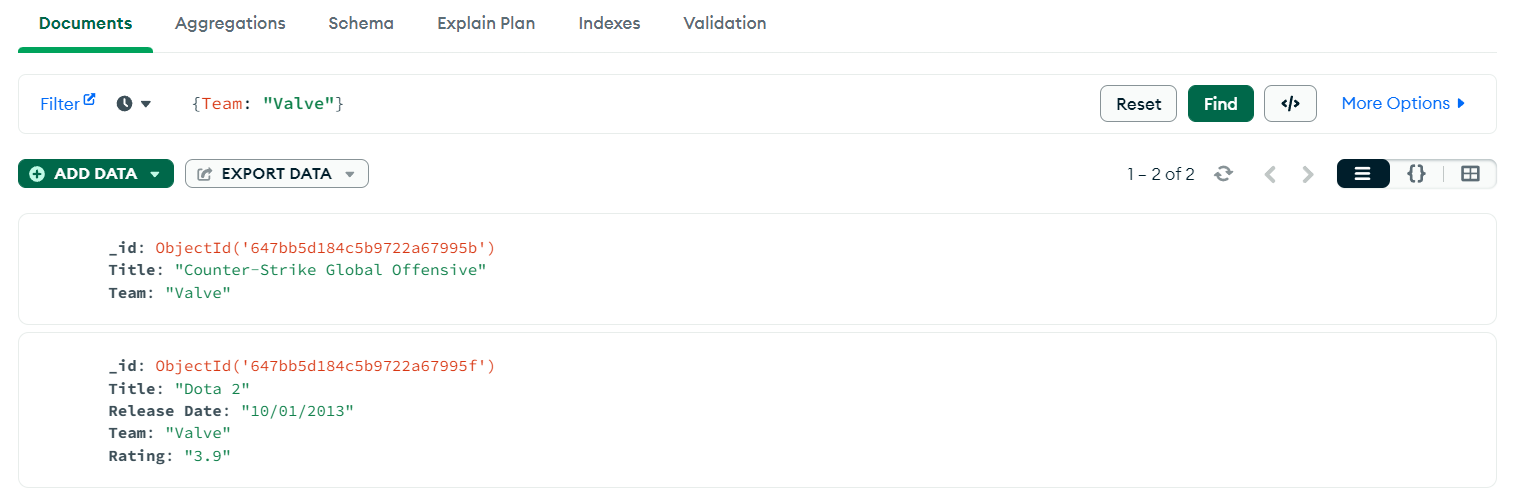 Documents Aggregations Schema Explain Plan Indexes Validation
Filter {Team: "Valve"} Reset Find </> More Options
ADD DATA EXPORT DATA 1 – 2 of 2 {}
_id: ObjectId('647bb5d184c5b9722a67995b')
Title: "Counter-Strike Global Offensive"
Team: "Valve"
_id: ObjectId('647bb5d184c5b9722a67995f')
Title: "Dota 2"
Release Date: "10/01/2013"
Team: "Valve"
Rating: "3.9"